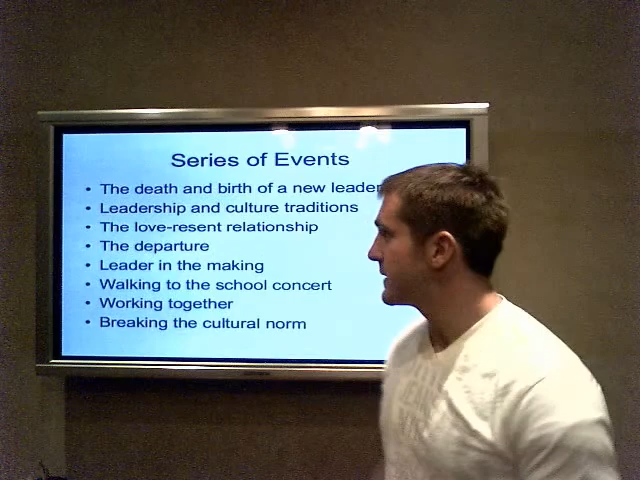 Series of Events
• The death and birth of a new leader
• Leadership and culture traditions
• The love-resent relationship
• The departure
• Leader in the making
• Walking to the school concert
• Working together
• Breaking the cultural norm